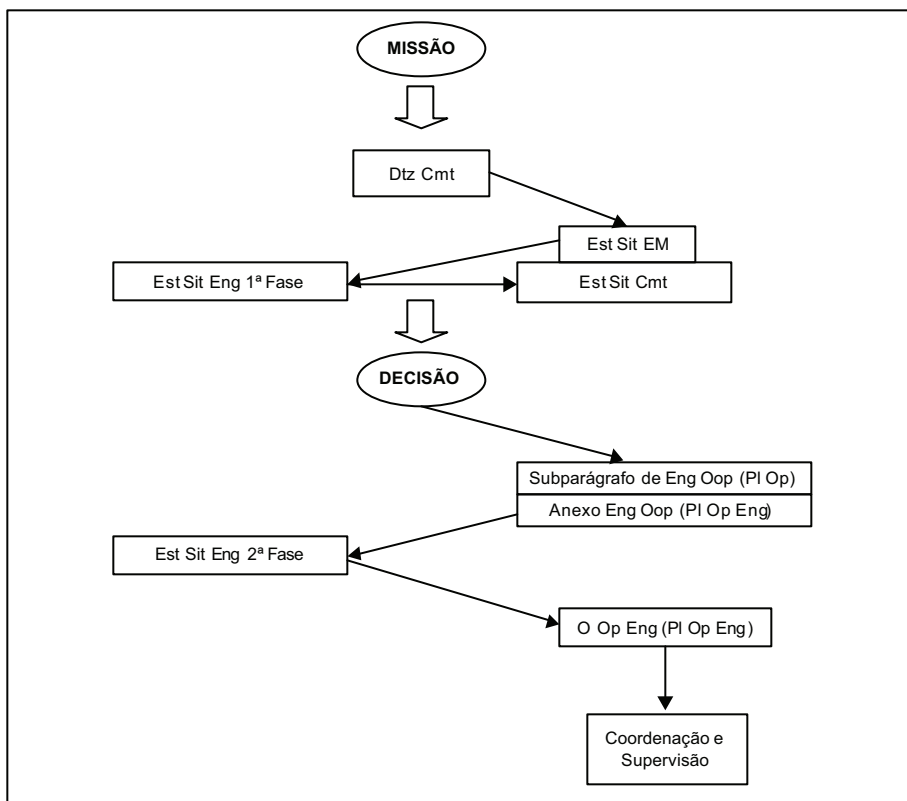 MISSÃO
Dtz Cmt
Est Sit EM
Est Sit Eng 1ª Fase
Est Sit Cmt
DECISÃO
Subparágrafo de Eng Oop (Pl Op)
Anexo Eng Oop (Pl Op Eng)
Est Sit Eng 2ª Fase
O Op Eng (Pl Op Eng)
Coordenação e
Supervisão